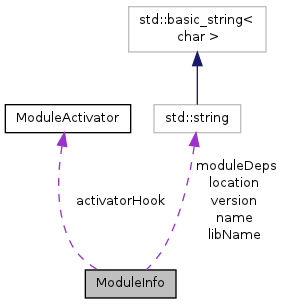 std::basic_string<
char >
ModuleActivator
std::string
moduleDeps
location
version
name
libName
activatorHook
ModuleInfo